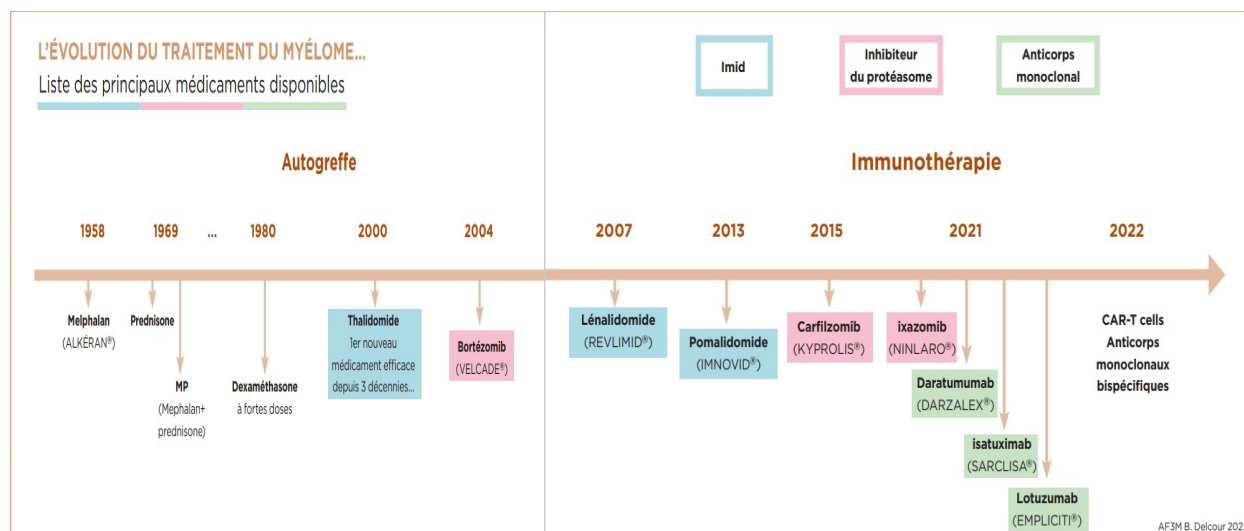 L'ÉVOLUTION DU TRAITEMENT DU MYÉLOME...
Liste des principaux médicaments disponibles
Imid
Inhibiteur
du protéasome
Anticorps
monoclonal
Autogreffe
Immunothérapie
1958
1969
...
1980
2000
2004
2007
2013
2015
2021
2022
Melphalan
(ALKÉRAN®)
Prednisone
MP
(Mephalan+
prednisone)
Dexaméthasone
à fortes doses
Thalidomide
1er nouveau
médicament efficace
depuis 3 décennies...
Bortézomib
(VELCADE®)
Lénalidomide
(REVLIMID®)
Pomalidomide
(IMNOVID®)
Carfilzomib
(KYPROLIS®)
ixazomib
(NINLARO®)
Daratumumab
(DARZALEX®)
isatuximab
(SARCLISA®)
Lotuzumab
(EMPLICITI®)
CAR-T cells
Anticorps
monoclonaux
bispécifiques
AF3M B. Delcour 202